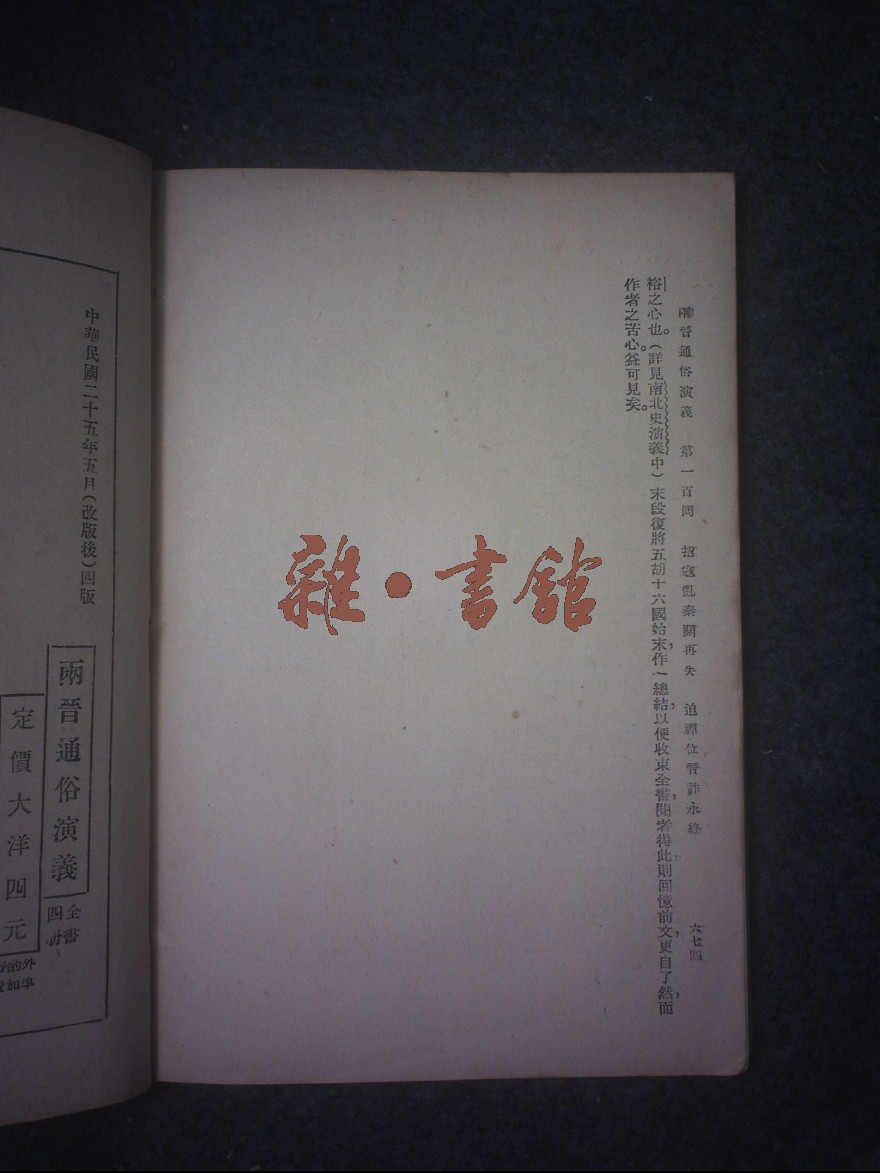 兩晉通俗演義　第一百回　招寇亂秦關再失　迫禪位晉祚永終
六七四
裕之心也。(詳見南北史演義中)末段復將五胡十六國始末，作一總結，以便收束全書，閱者得此，則回憶前文，更自了然，而
作者之苦心，益可見矣。
雜·書館
中華民國二十五年五月(改版後)四版
兩晉通俗演義
全書
四冊
定價大洋四元
外埠
酌加